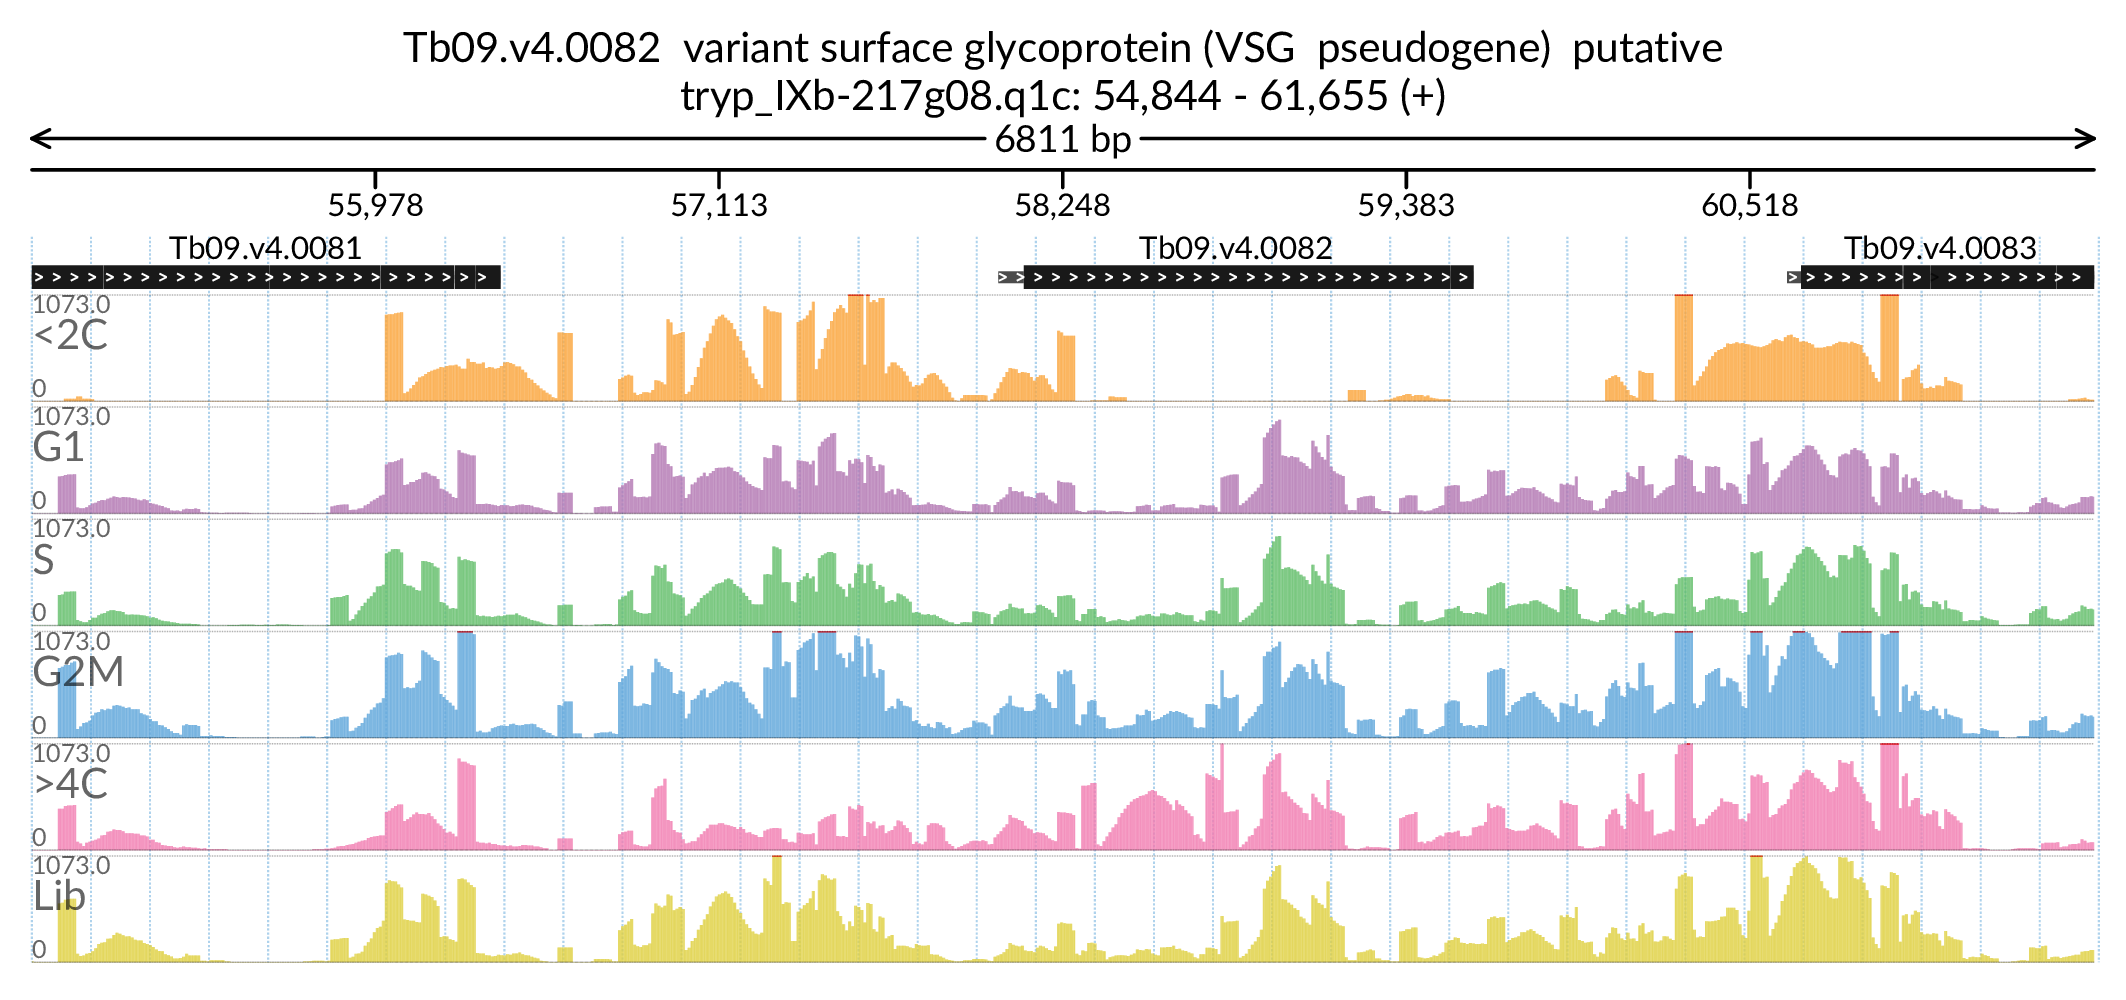 Tb09.v4.0082  variant surface glycoprotein (VSG  pseudogene)  putative
tryp_IXb-217g08.q1c: 54,844 - 61,655 (+)
6811 bp
55,978 57,113 58,248 59,383 60,518
Tb09.v4.0081 Tb09.v4.0082 Tb09.v4.0083
1073.0
<2C
0
1073.0
G1
0
1073.0
S
0
1073.0
G2M
0
1073.0
>4C
0
1073.0
Lib
0